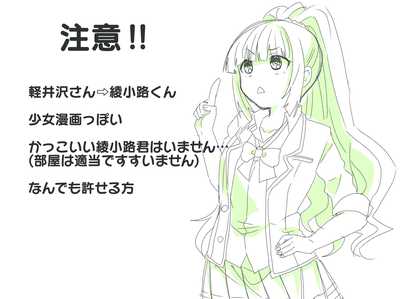 注意!!
軽井沢さん⇨綾小路くん
少女漫画っぽい
かっこいい綾小路君はいません…
(部屋は適当ですすいません)
なんでも許せる方